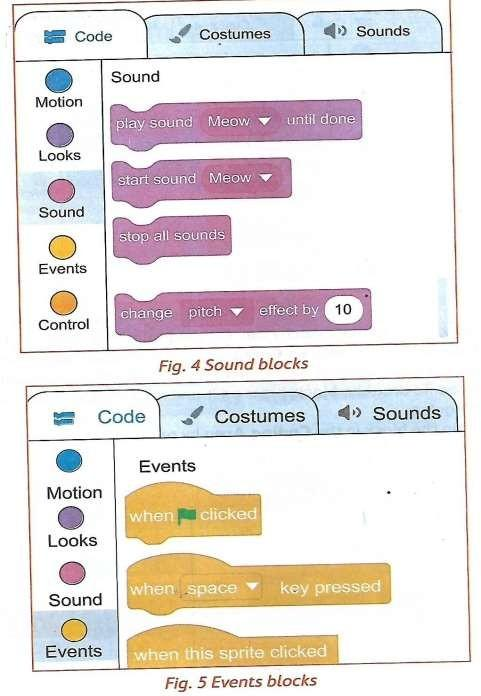 Code Costumes Sounds
Sound
Motion
play sound Meow until done
Looks
start sound Meow
Sound
stop all sounds
Events
change pitch effect by 10
Control
Fig. 4 Sound blocks
Code Costumes Sounds
Events
Motion
when clicked
Looks
when space key pressed
Sound
Events
when this sprite clicked
Fig. 5 Events blocks